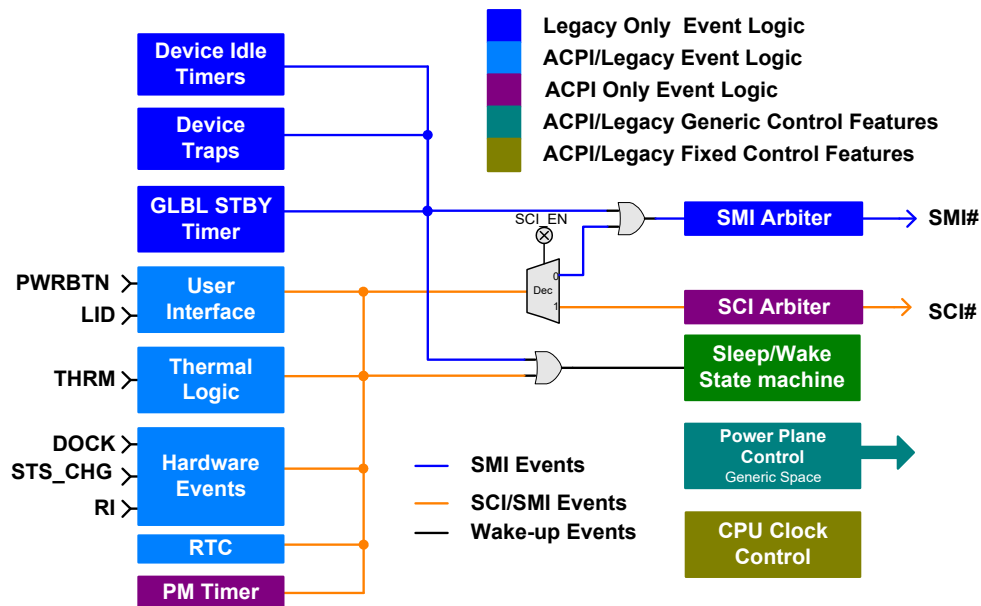 Legacy Only Event Logic
ACPI/Legacy Event Logic
ACPI Only Event Logic
ACPI/Legacy Generic Control Features
ACPI/Legacy Fixed Control Features
Device Idle
Timers
Device
Traps
GLBL STBY
Timer
SCI_EN
SMI Arbiter
SMI#
PWRBTN
LID
User
Interface
Dec
0
1
SCI Arbiter
SCI#
THRM
Thermal
Logic
Sleep/Wake
State machine
DOCK
STS_CHG
RI
Hardware
Events
SMI Events
SCI/SMI Events
Wake-up Events
Power Plane
Control
Generic Space
RTC
PM Timer
CPU Clock
Control